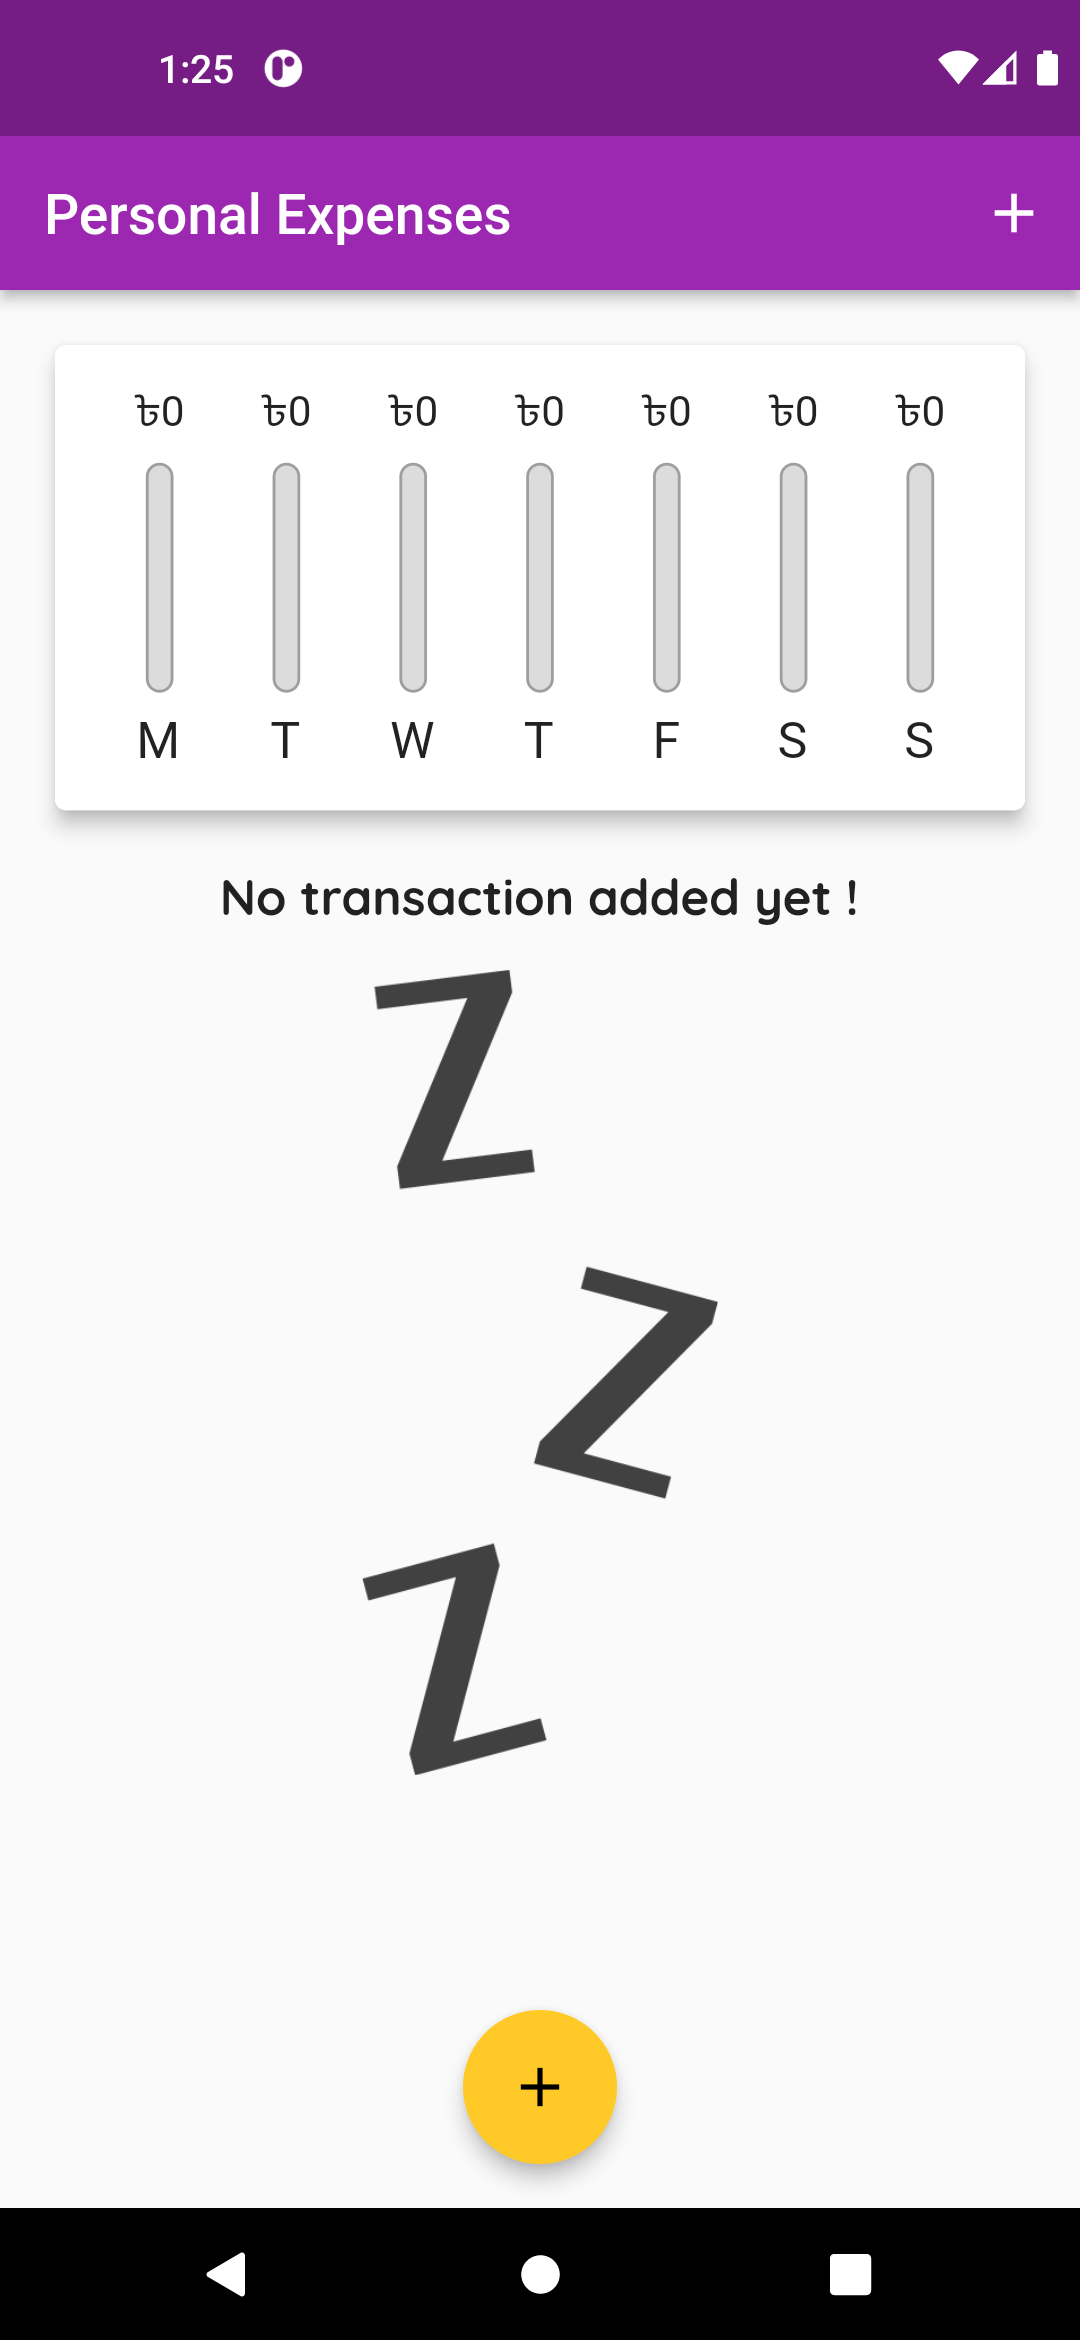 1:25
Personal Expenses
৳0 ৳0 ৳0 ৳0 ৳0 ৳0 ৳0
M T W T F S S
No transaction added yet !
Z
Z
Z